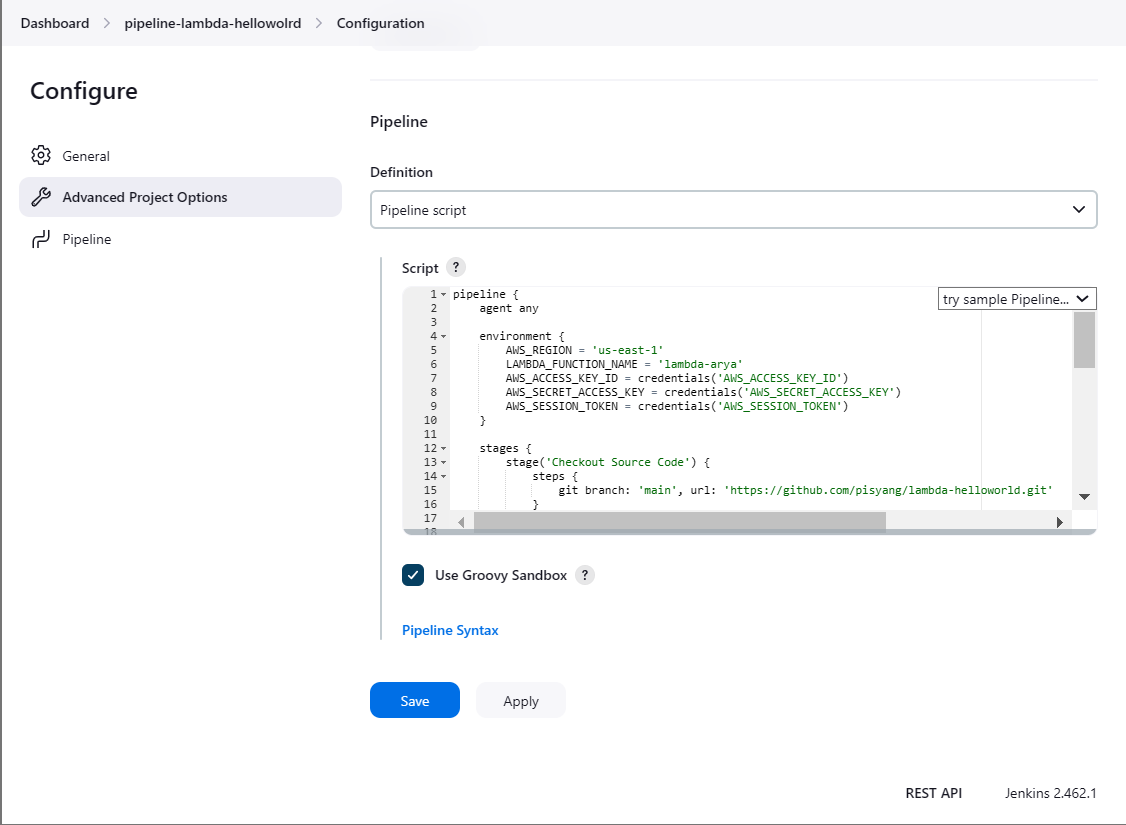 Dashboard > pipeline-lambda-hellowolrd > Configuration
Configure
General
Advanced Project Options
Pipeline
Pipeline
Definition
Pipeline script
Script ?
try sample Pipeline...
1 pipeline {
2     agent any
3
4     environment {
5         AWS_REGION = 'us-east-1'
6         LAMBDA_FUNCTION_NAME = 'lambda-arya'
7         AWS_ACCESS_KEY_ID = credentials('AWS_ACCESS_KEY_ID')
8         AWS_SECRET_ACCESS_KEY = credentials('AWS_SECRET_ACCESS_KEY')
9         AWS_SESSION_TOKEN = credentials('AWS_SESSION_TOKEN')
10     }
11
12     stages {
13         stage('Checkout Source Code') {
14             steps {
15                 git branch: 'main', url: 'https://github.com/pisyang/lambda-helloworld.git'
16             }
17
18
Use Groovy Sandbox ?
Pipeline Syntax
Save
Apply
REST API
Jenkins 2.462.1